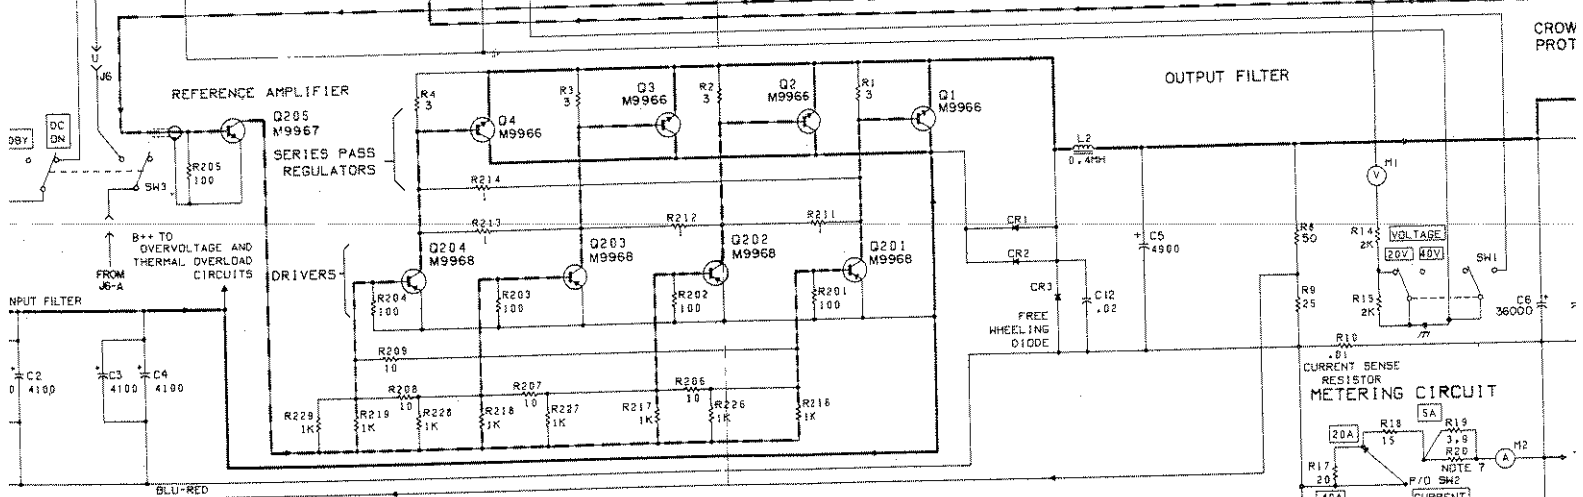 CROW
PROT
J6
REFERENCE AMPLIFIER
Q205
M9967
R4
3
Q4
M9966
R3
3
Q3
M9966
R2
3
Q2
M9966
R1
3
Q1
M9966
OUTPUT FILTER
DBY
DC
ON
SERIES PASS
REGULATORS
R205
100
SW3
L2
0.4MH
M1
V
R214
1
R213
1
R212
1
R211
1
B++ TO
OVERVOLTAGE AND
THERMAL OVERLOAD
CIRCUITS
FROM
J6-A
DRIVERS
Q204
M9968
Q203
M9968
Q202
M9968
Q201
M9968
CR1
CR2
CR3
C5
4900
R8
50
R14
2K
VOLTAGE
20V
40V
SW1
R204
100
R203
100
R202
100
R201
100
FREE
WHEELING
DIODE
C12
.02
R9
25
R15
2K
C6
36000
NPUT FILTER
C2
4100
C3
4100
C4
4100
R209
10
R208
10
R207
10
R206
10
R229
1K
R219
1K
R228
1K
R218
1K
R227
1K
R217
1K
R226
1K
R216
1K
R10
.01
CURRENT SENSE
RESISTOR
METERING CIRCUIT
5A
20A
R18
15
R19
3.9
R20
NOTE 7
M2
A
R17
20
P/O SW2
CURRENT
BLU-RED